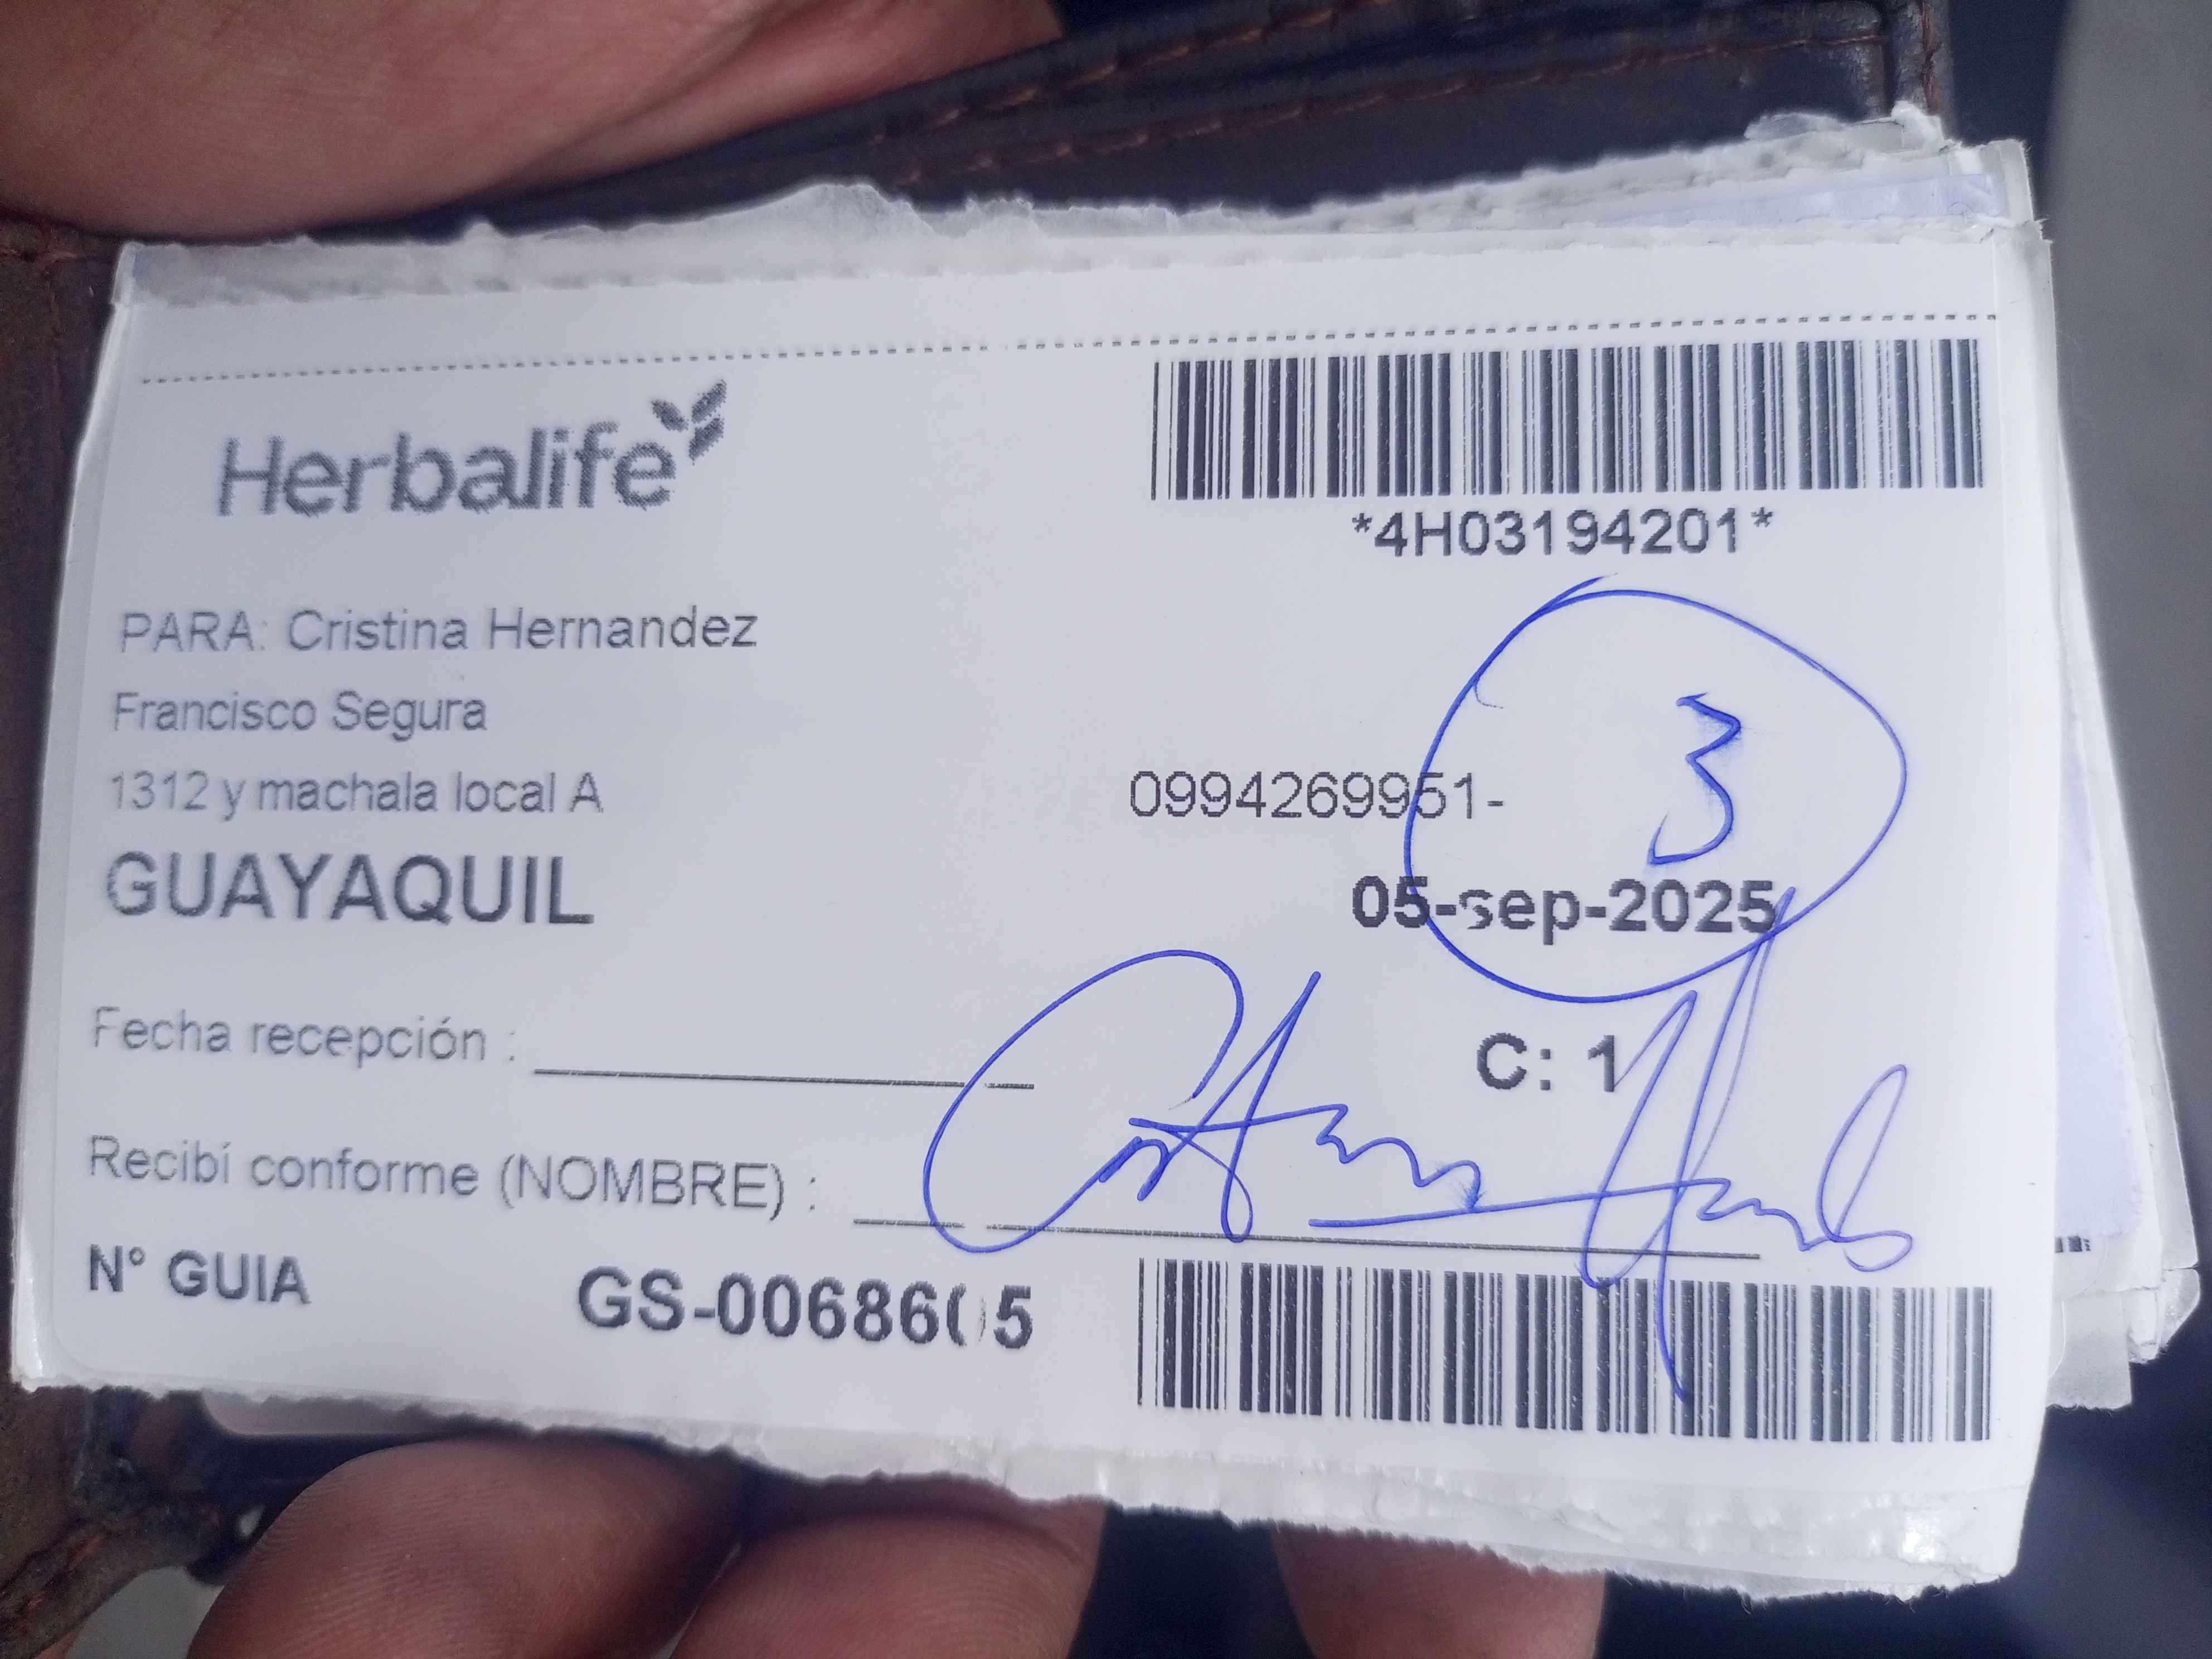 Herbalife
*4H03194201*
PARA: Cristina Hernandez
Francisco Segura
1312 y machala local A
0994269951-
3
GUAYAQUIL
05-sep-2025
Fecha recepción :
C: 1
Recibí conforme (NOMBRE) :
N° GUIA